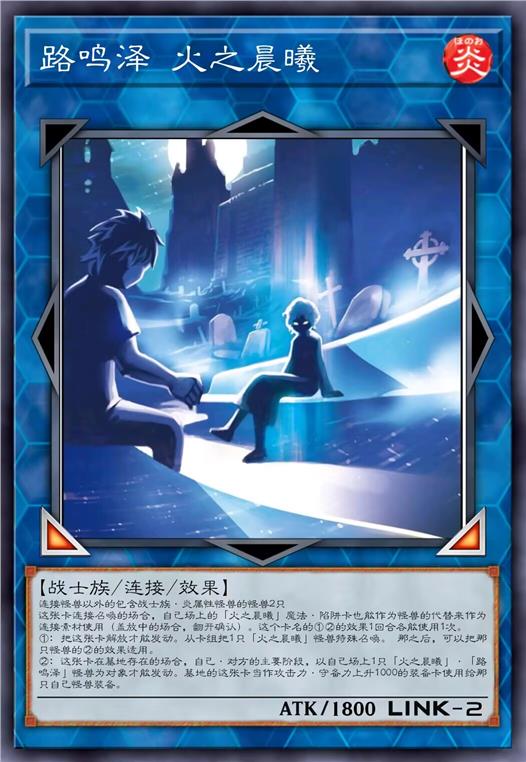 路鸣泽 火之晨曦
ほのお
炎
【战士族/连接/效果】
连接怪兽以外的包含战士族・炎属性怪兽的怪兽2只
这张卡连接召唤的场合，自己场上的「火之晨曦」魔法・陷阱卡也能作为怪兽的代替来作为
连接素材使用（盖放中的场合，翻开确认）。这个卡名的①②的效果1回合各能使用1次。
①：把这张卡解放才能发动。从卡组把1只「火之晨曦」怪兽特殊召唤。 那之后，可以把那
只怪兽的②的效果适用。
②：这张卡在墓地存在的场合，自己・对方的主要阶段，以自己场上1只「火之晨曦」・「路
鸣泽」怪兽为对象才能发动。墓地的这张卡当作攻击力・守备力上升1000的装备卡使用给那
只自己怪兽装备。
ATK/1800 LINK-2